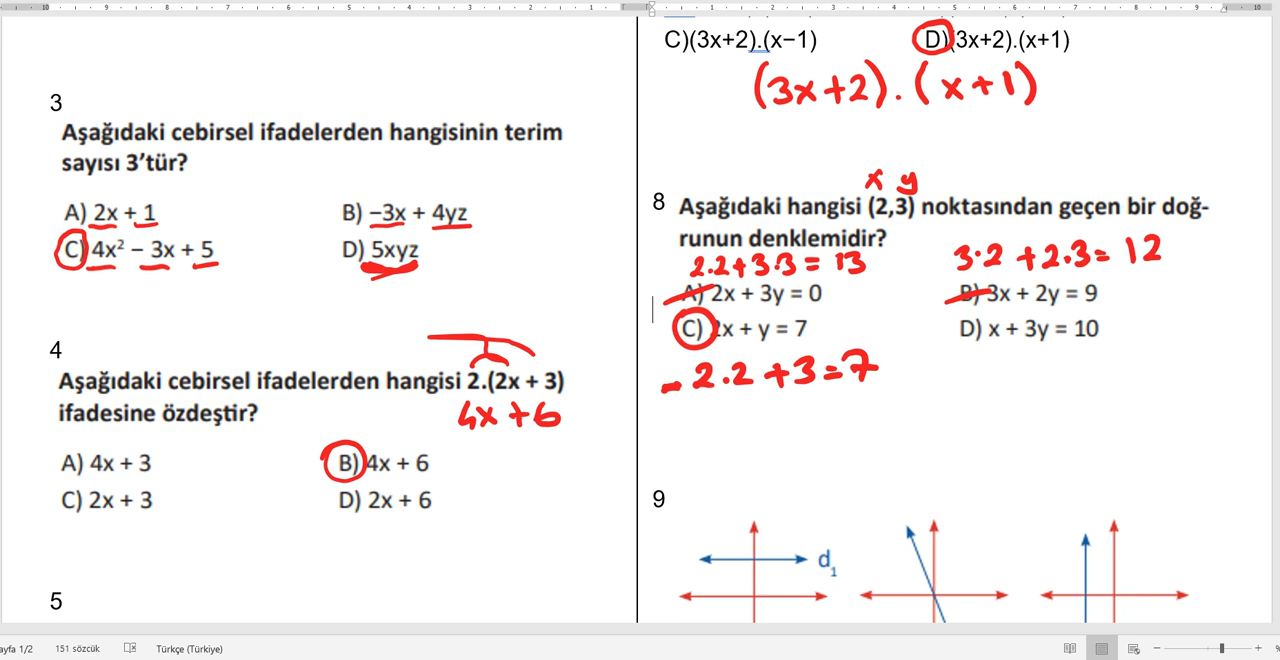 3
Aşağıdaki cebirsel ifadelerden hangisinin terim
sayısı 3'tür?
A) 2x + 1
B) −3x + 4yz
C) 4x² − 3x + 5
D) 5xyz
4
Aşağıdaki cebirsel ifadelerden hangisi 2.(2x + 3)
ifadesine özdeştir?
4x + 6
A) 4x + 3
B) 4x + 6
C) 2x + 3
D) 2x + 6
5
C)(3x+2).(x−1)
D)(3x+2).(x+1)
(3x+2).(x+1)
x y
8
Aşağıdaki hangisi (2,3) noktasından geçen bir doğ-
runun denklemidir?
2.2+3.3 = 13
3.2 +2.3= 12
A) 2x + 3y = 0
B) 3x + 2y = 9
C) 2x + y = 7
D) x + 3y = 10
- 2.2 +3=7
9
d₁
151 sözcük
Türkçe (Türkiye)